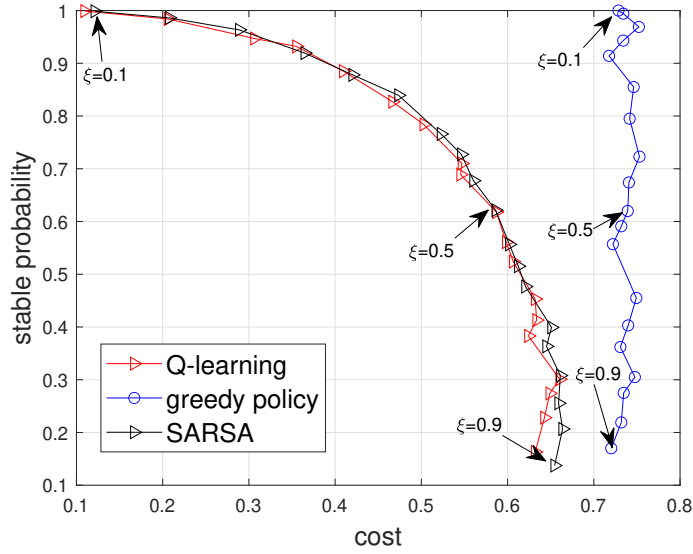 1
0.9
0.8
0.7
0.6
0.5
0.4
0.3
0.2
0.1
0.1
0.2
0.3
0.4
0.5
0.6
0.7
0.8
stable probability
cost
ξ=0.1
ξ=0.1
ξ=0.5
ξ=0.5
ξ=0.9
ξ=0.9
Q-learning
greedy policy
SARSA